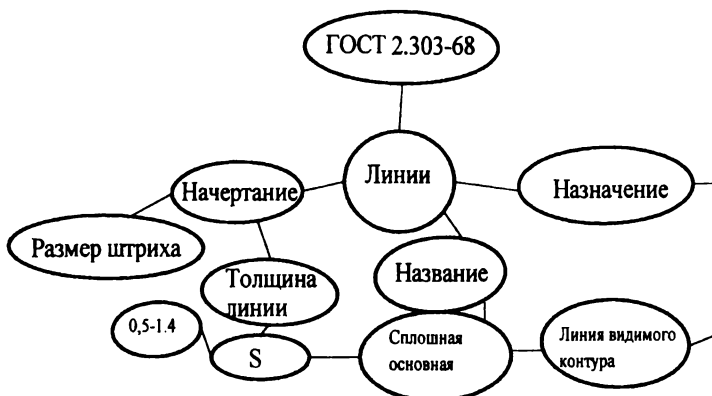 ГОСТ 2.303-68
Линии
Начертание
Назначение
Размер штриха
Толщина
линии
Название
0,5-1.4
S
Сплошная
основная
Линия видимого
контура